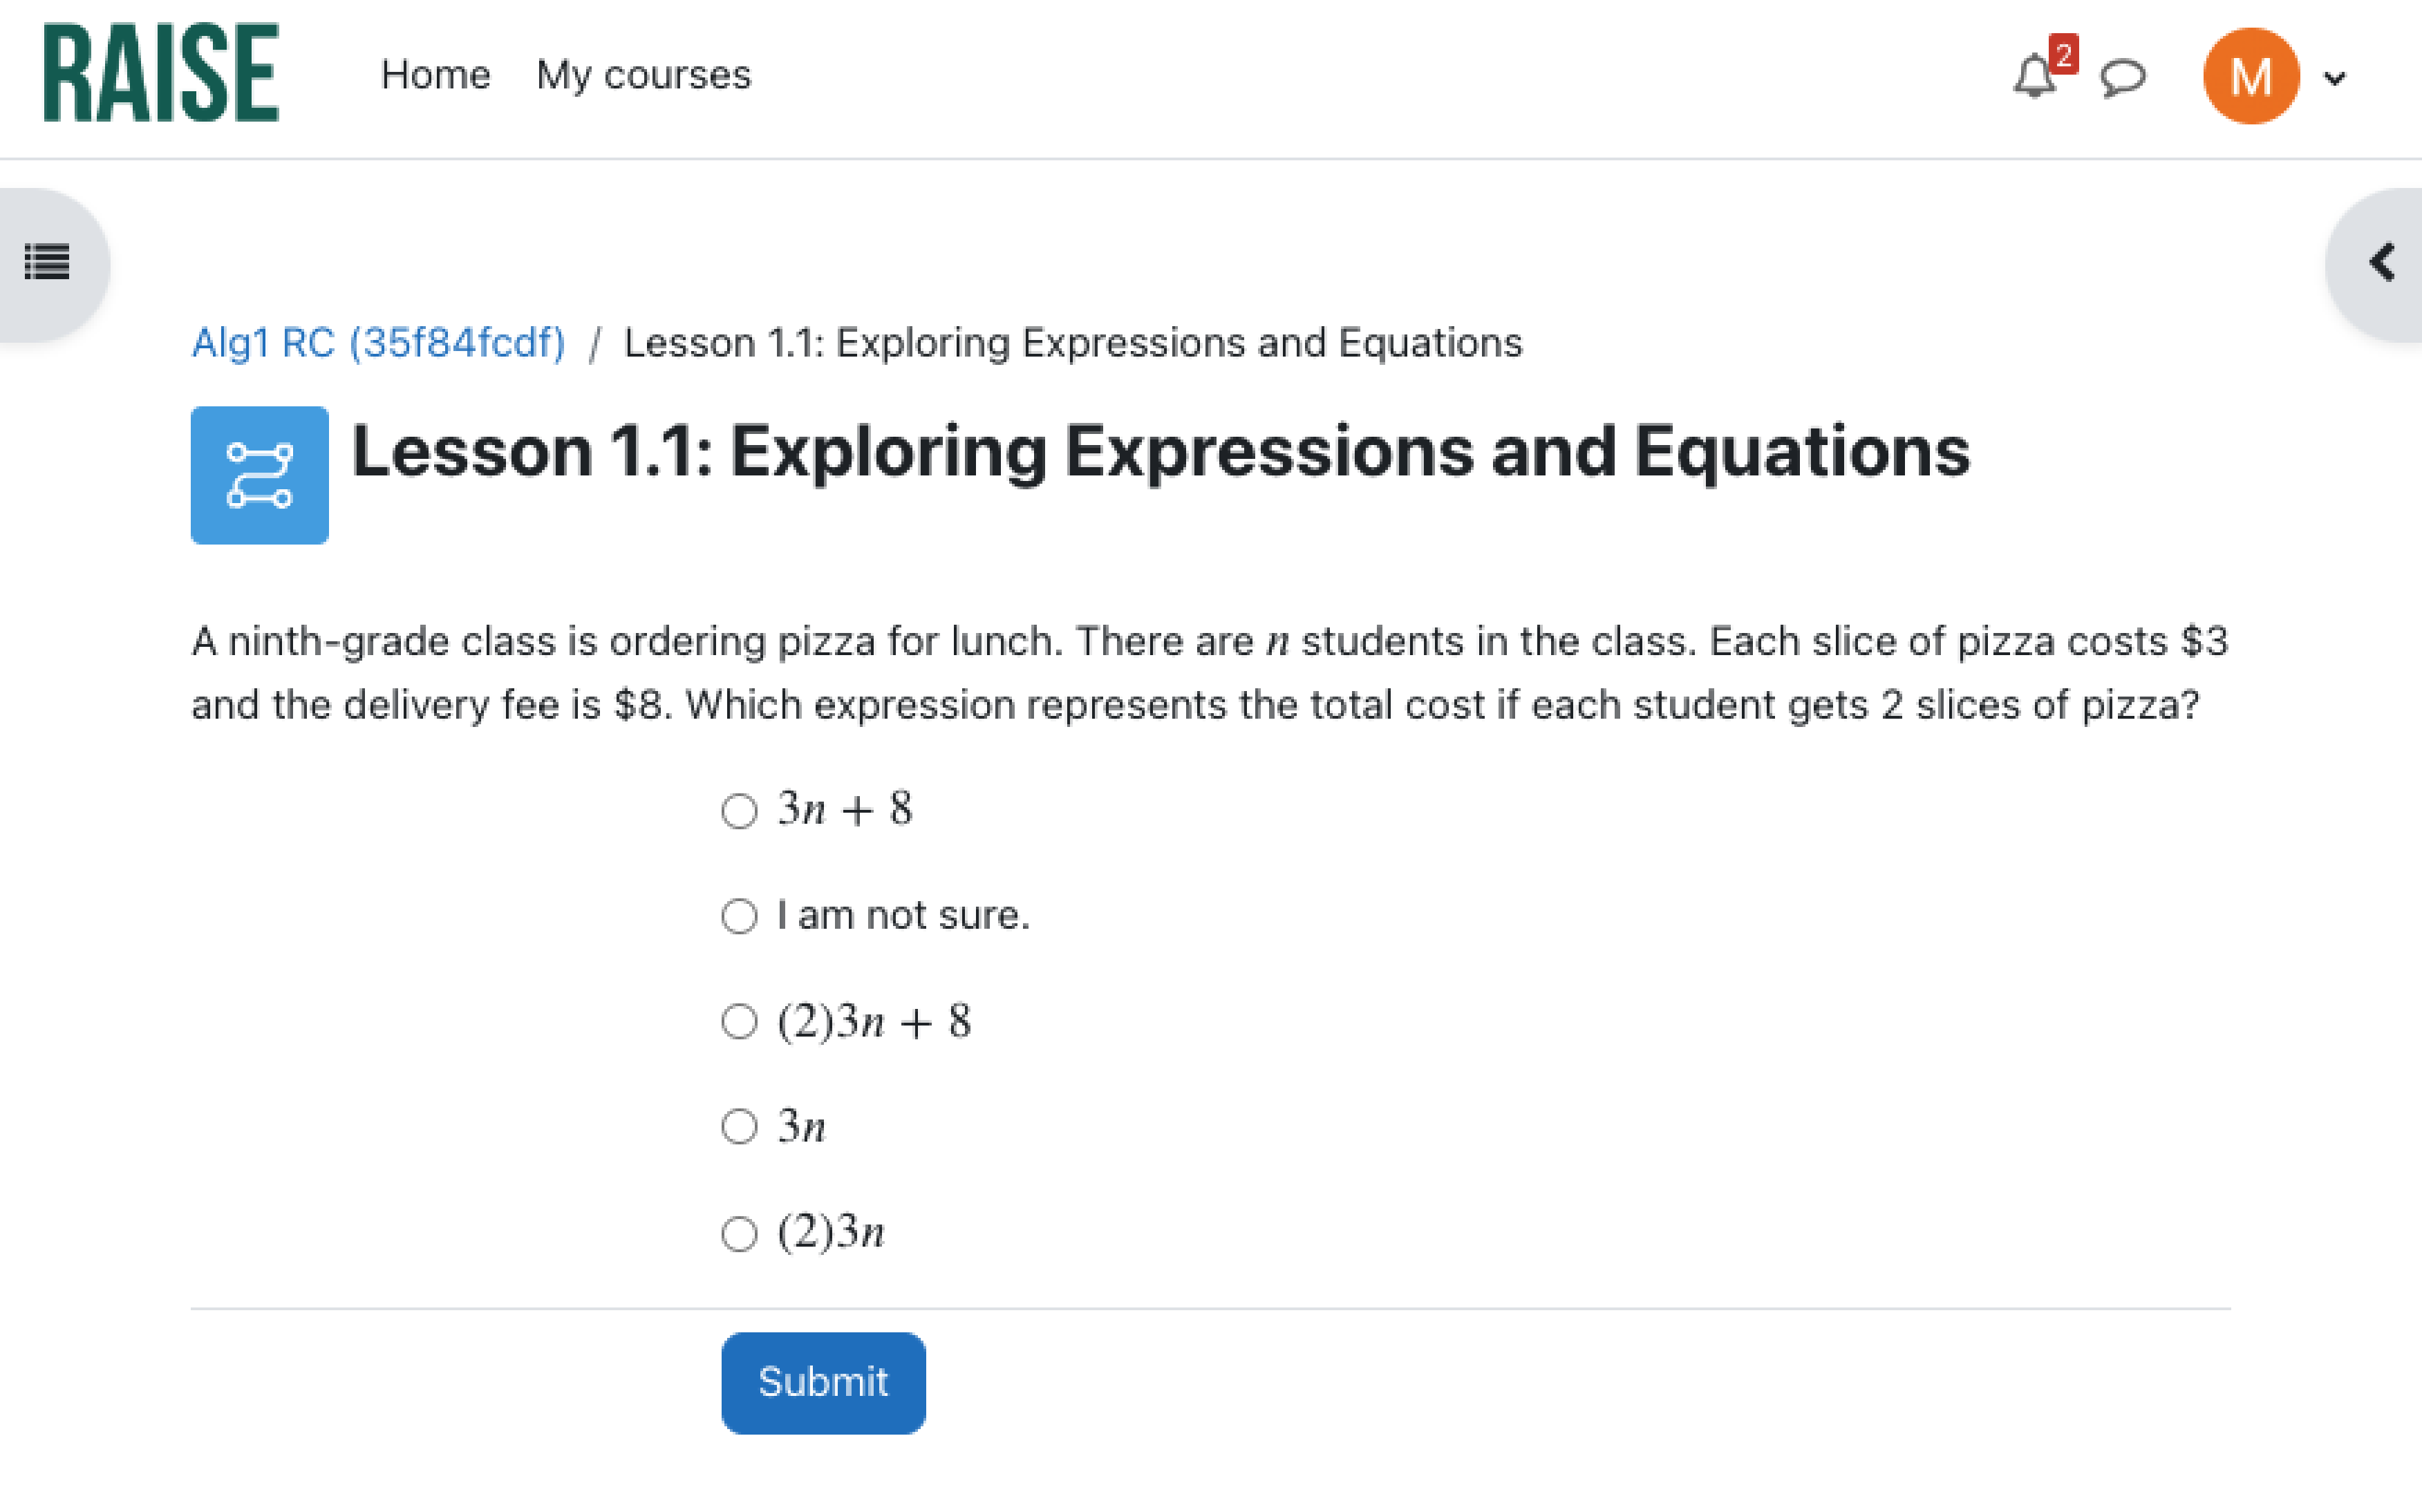 RAISE Home My courses 2 M
Alg1 RC (35f84fcdf) / Lesson 1.1: Exploring Expressions and Equations
Lesson 1.1: Exploring Expressions and Equations
A ninth-grade class is ordering pizza for lunch. There are n students in the class. Each slice of pizza costs $3
and the delivery fee is $8. Which expression represents the total cost if each student gets 2 slices of pizza?
3n + 8
I am not sure.
(2)3n + 8
3n
(2)3n
Submit